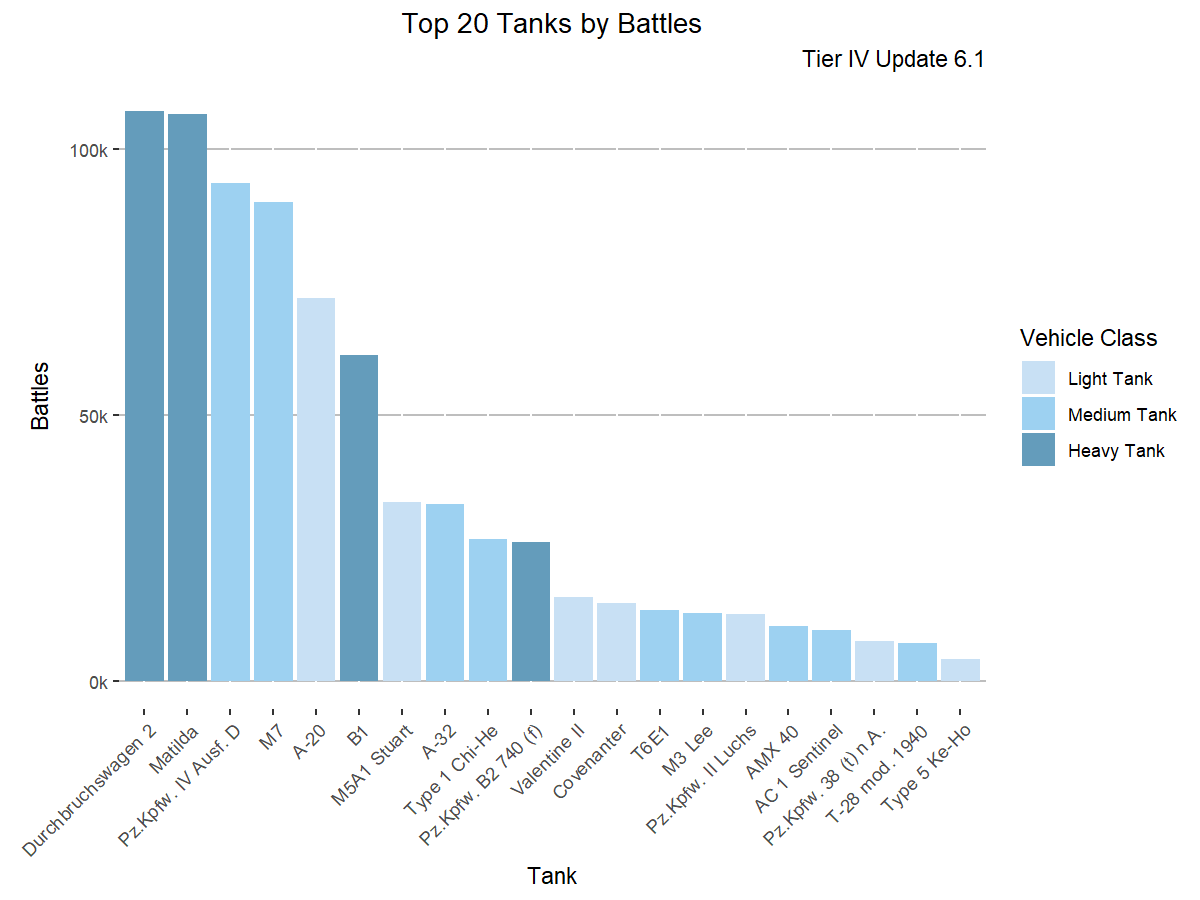 Top 20 Tanks by Battles
Tier IV Update 6.1
Battles
100k
50k
0k
Durchbruchswagen 2
Matilda
Pz.Kpfw. IV Ausf. D
M7
A-20
B1
M5A1 Stuart
A-32
Type 1 Chi-He
Pz.Kpfw. B2 740 (f)
Valentine II
Covenanter
T6E1
M3 Lee
Pz.Kpfw. II Luchs
AMX 40
AC 1 Sentinel
Pz.Kpfw. 38 (t) n.A.
T-28 mod. 1940
Type 5 Ke-Ho
Tank
Vehicle Class
Light Tank
Medium Tank
Heavy Tank